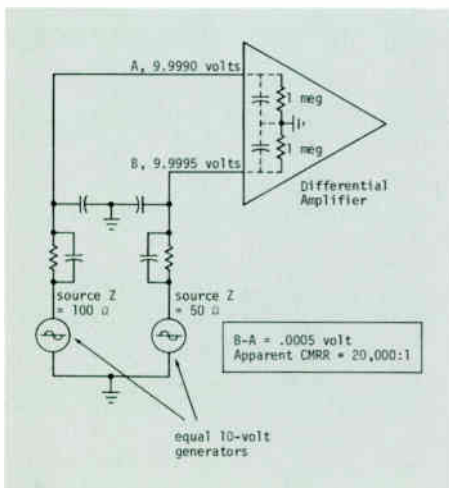 A, 9.9990 volts
1 meg
B, 9.9995 volts
1 meg
Differential
Amplifier
source Z
= 100 Ω
source Z
= 50 Ω
B-A = .0005 volt
Apparent CMRR = 20,000:1
equal 10-volt
generators